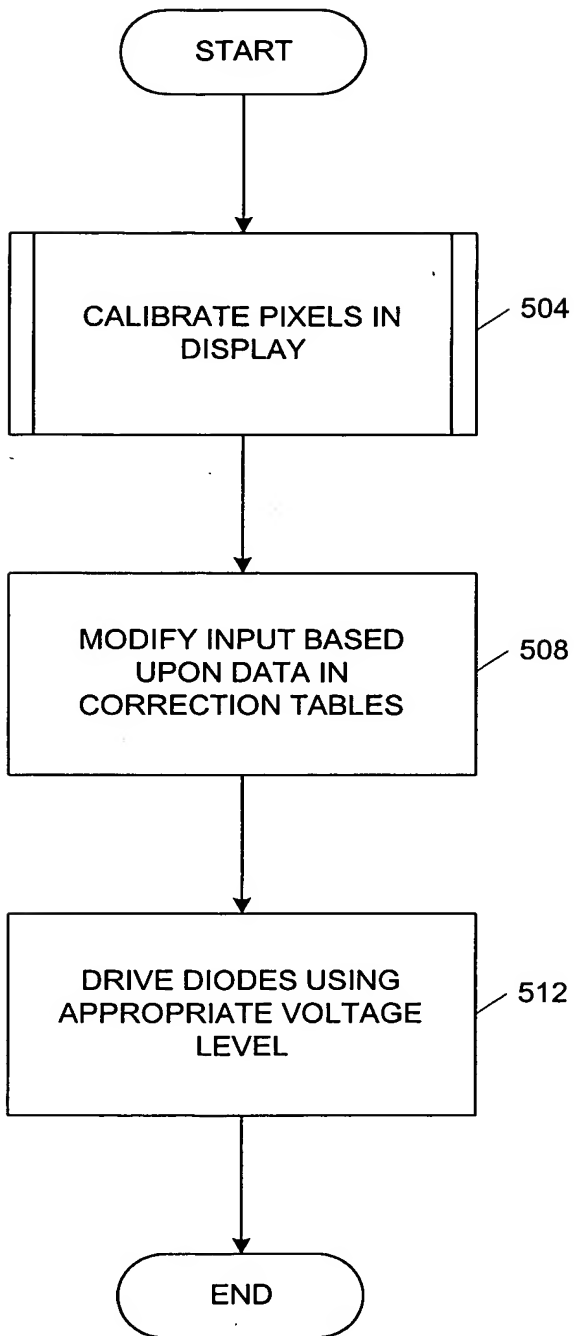 START
CALIBRATE PIXELS IN
DISPLAY
504
MODIFY INPUT BASED
UPON DATA IN
CORRECTION TABLES
508
DRIVE DIODES USING
APPROPRIATE VOLTAGE
LEVEL
512
END